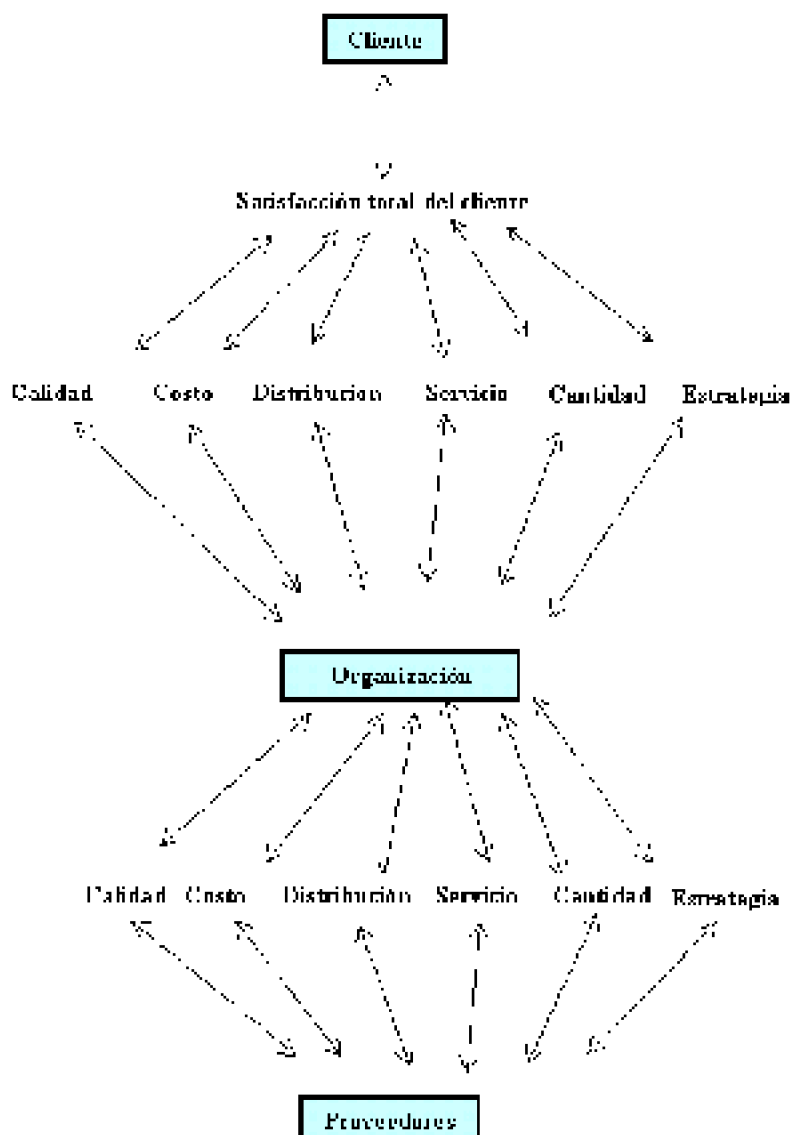 Cliente
Satisfacción total del cliente
Calidad Costo Distribución Servicio Cantidad Estrategia
Organización
Calidad Costo Distribución Servicio Cantidad Estrategia
Proveedores